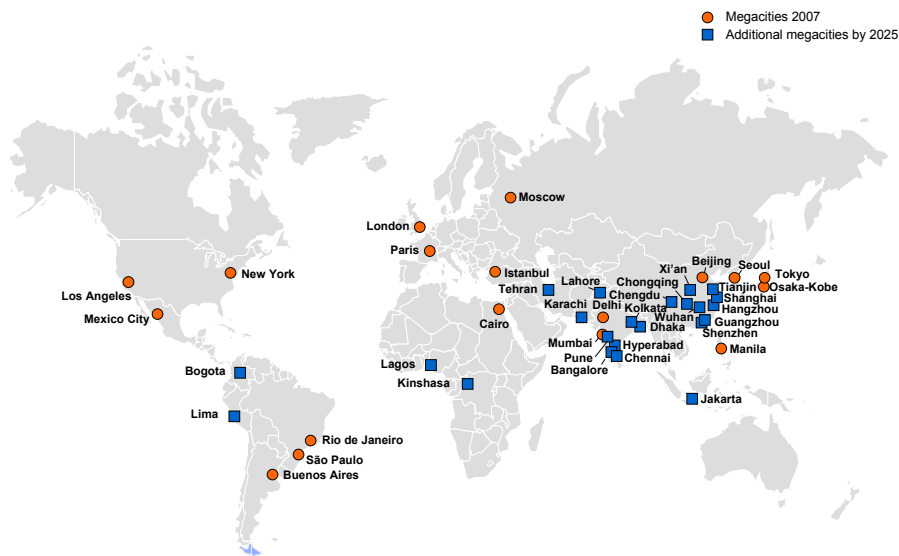 Megacities 2007
Additional megacities by 2025
Moscow
London
Paris
Beijing
New York
Istanbul
Xi'an
Seoul
Tokyo
Lahore
Chongqing
Tehran
Tianjin
Osaka-Kobe
Los Angeles
Chengdu
Shanghai
Karachi
Delhi
Kolkata
Hangzhou
Mexico City
Cairo
Wuhan
Guangzhou
Dhaka
Shenzhen
Mumbai
Hyperabad
Manila
Pune
Chennai
Lagos
Bangalore
Bogota
Kinshasa
Jakarta
Lima
Rio de Janeiro
São Paulo
Buenos Aires